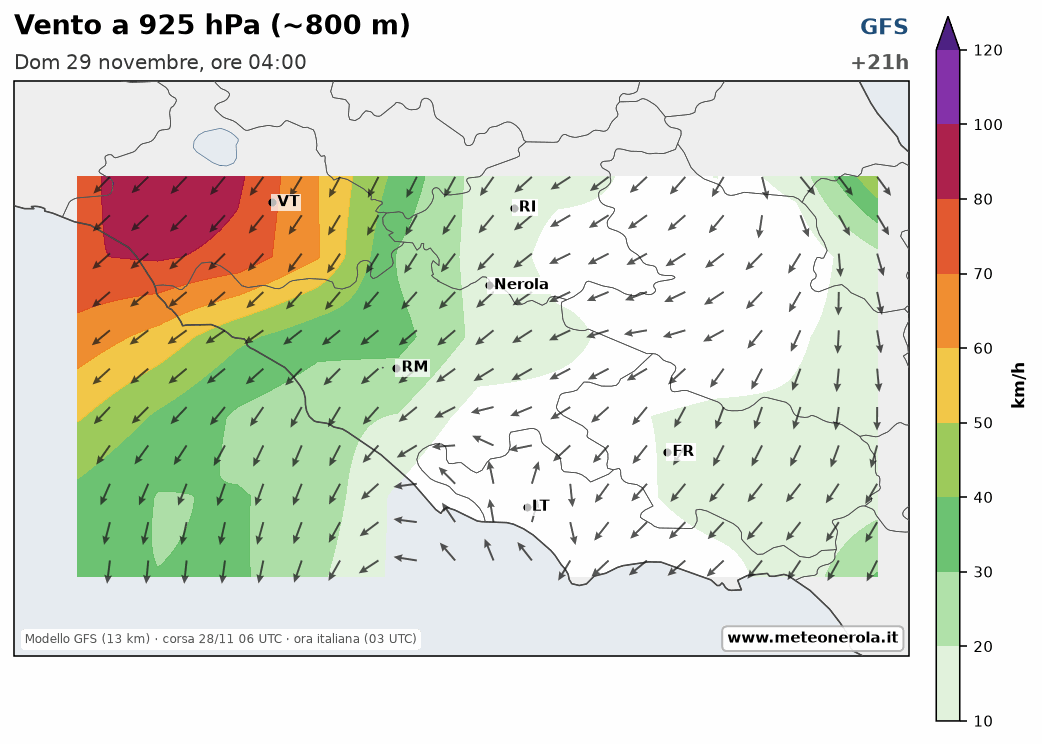 Vento a 925 hPa (~800 m)
GFS
Dom 29 novembre, ore 04:00
+21h
VT
RI
Nerola
RM
FR
LT
120
100
80
70
60
50
40
30
20
10
km/h
Modello GFS (13 km) · corsa 28/11 06 UTC · ora italiana (03 UTC)
www.meteonerola.it